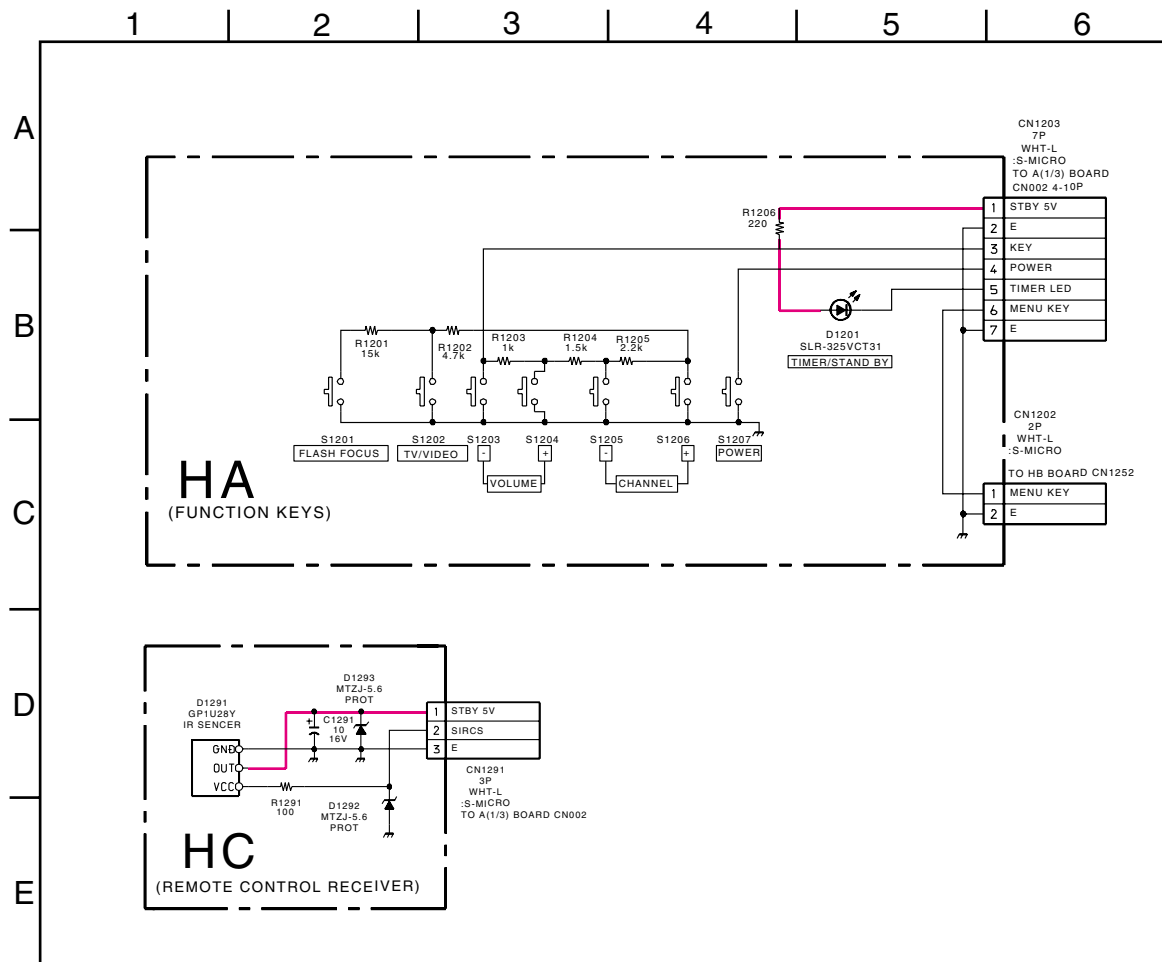 1 2 3 4 5 6
A
B
C
D
E
CN1203
7P
WHT-L
:S-MICRO
TO A(1/3) BOARD
CN002 4-10P
1 STBY 5V
2 E
3 KEY
4 POWER
5 TIMER LED
6 MENU KEY
7 E
R1206
220
D1201
SLR-325VCT31
TIMER/STAND BY
R1201
15k
R1202
4.7k
R1203
1k
R1204
1.5k
R1205
2.2k
S1201
FLASH FOCUS
S1202
TV/VIDEO
S1203
-
S1204
+
VOLUME
S1205
-
S1206
+
CHANNEL
S1207
POWER
CN1202
2P
WHT-L
:S-MICRO
TO HB BOARD CN1252
1 MENU KEY
2 E
HA
(FUNCTION KEYS)
D1291
GP1U28Y
IR SENCER
GND
OUT
VCC
+
C1291
10
16V
D1293
MTZJ-5.6
PROT
1 STBY 5V
2 SIRCS
3 E
R1291
100
D1292
MTZJ-5.6
PROT
CN1291
3P
WHT-L
:S-MICRO
TO A(1/3) BOARD CN002
HC
(REMOTE CONTROL RECEIVER)